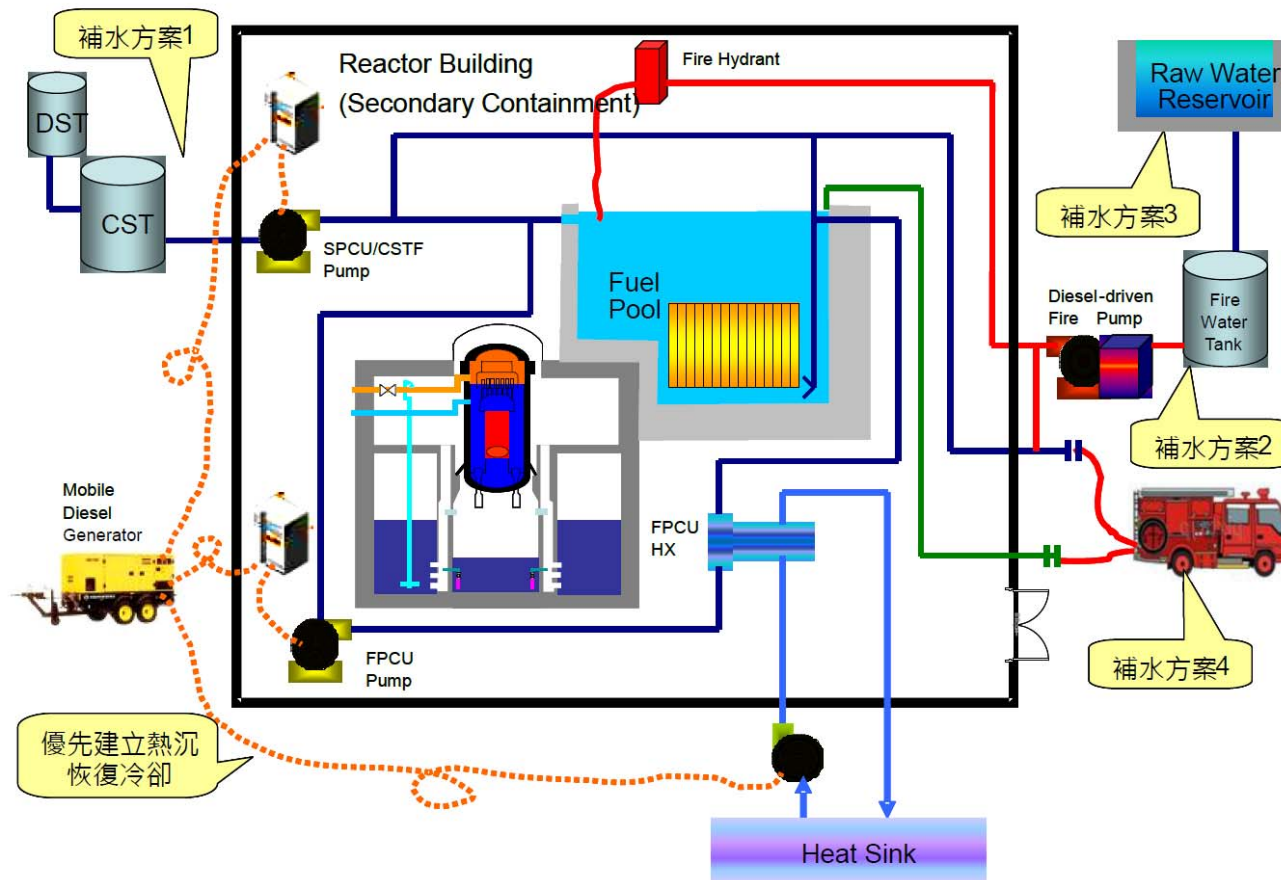 補水方案1
DST
CST
Reactor Building
(Secondary Containment)
Fire Hydrant
Raw Water
Reservoir
補水方案3
SPCU/CSTF
Pump
Fuel
Pool
Diesel-driven
Fire Pump
Fire
Water
Tank
補水方案2
Mobile
Diesel
Generator
FPCU
HX
FPCU
Pump
補水方案4
優先建立熱沉
恢復冷卻
Heat Sink